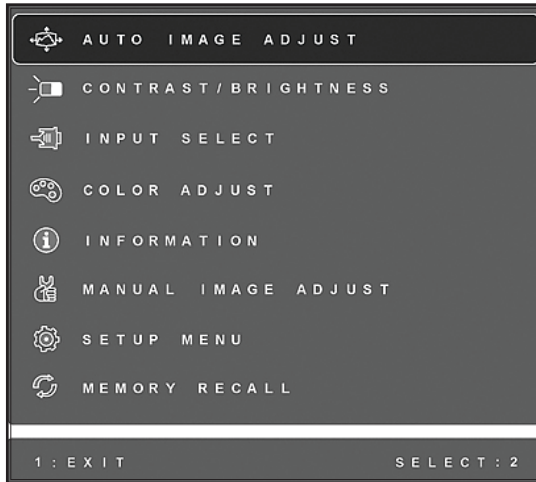 AUTO IMAGE ADJUST
CONTRAST/BRIGHTNESS
INPUT SELECT
COLOR ADJUST
INFORMATION
MANUAL IMAGE ADJUST
SETUP MENU
MEMORY RECALL
1:EXIT SELECT:2